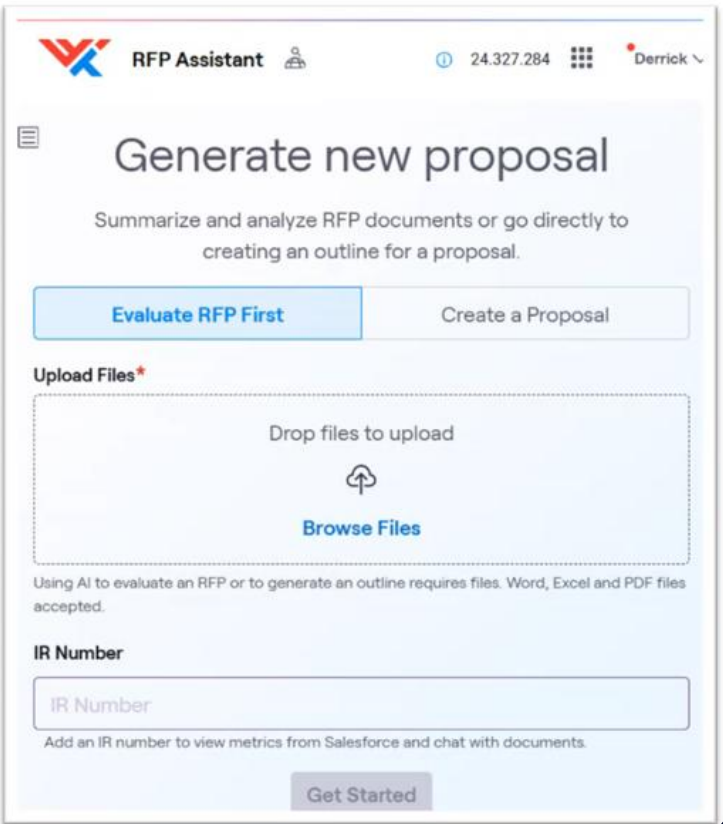 RFP Assistant
24.327.284
Derrick
Generate new proposal
Summarize and analyze RFP documents or go directly to
creating an outline for a proposal.
Evaluate RFP First
Create a Proposal
Upload Files*
Drop files to upload
Browse Files
Using AI to evaluate an RFP or to generate an outline requires files. Word, Excel and PDF files
accepted.
IR Number
IR Number
Add an IR number to view metrics from Salesforce and chat with documents.
Get Started